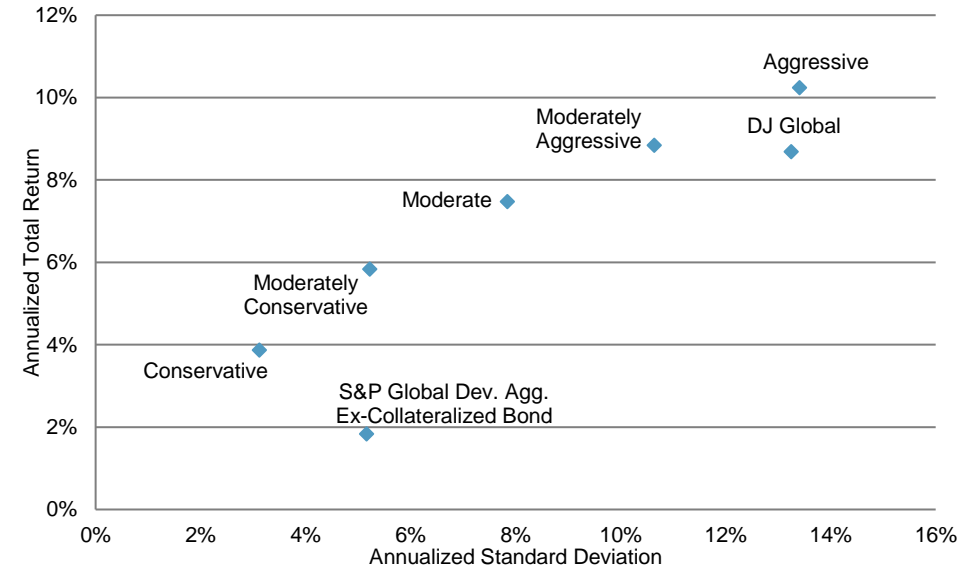 12%
10%
8%
6%
4%
2%
0%
Annualized Total Return
Aggressive
DJ Global
Moderately
Aggressive
Moderate
Moderately
Conservative
Conservative
S&P Global Dev. Agg.
Ex-Collateralized Bond
0% 2% 4% 6% 8% 10% 12% 14% 16%
Annualized Standard Deviation